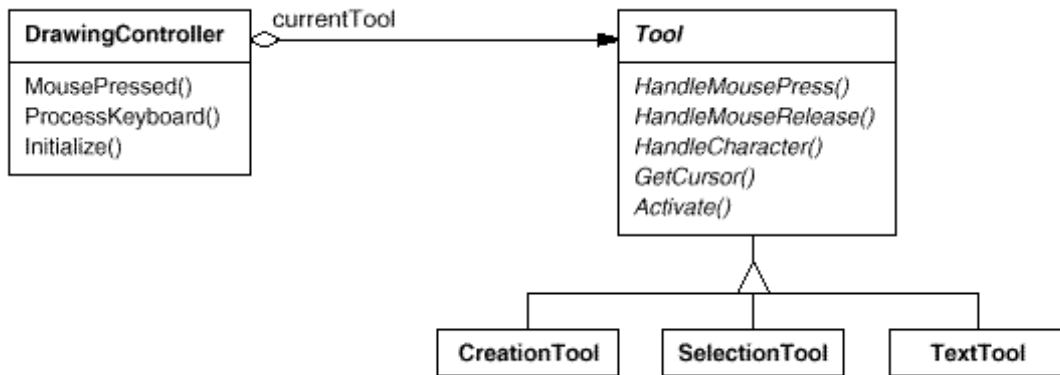 currentTool
DrawingController
MousePressed()
ProcessKeyboard()
Initialize()
Tool
HandleMousePress()
HandleMouseRelease()
HandleCharacter()
GetCursor()
Activate()
CreationTool
SelectionTool
TextTool